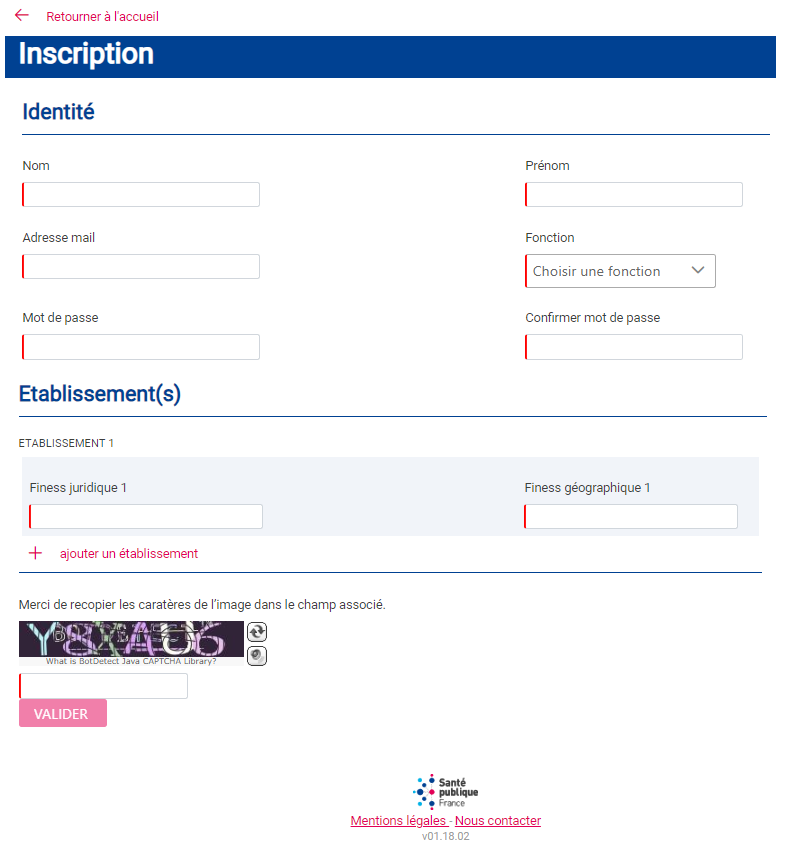 Retourner à l'accueil
Inscription
Identité
Nom
Prénom
Adresse mail
Fonction
Choisir une fonction
Mot de passe
Confirmer mot de passe
Etablissement(s)
ETABLISSEMENT 1
Finess juridique 1
Finess géographique 1
ajouter un établissement
Merci de recopier les caratères de l’image dans le champ associé.
What is BotDetect Java CAPTCHA Library?
VALIDER
Santé
publique
France
Mentions légales - Nous contacter
v01.18.02